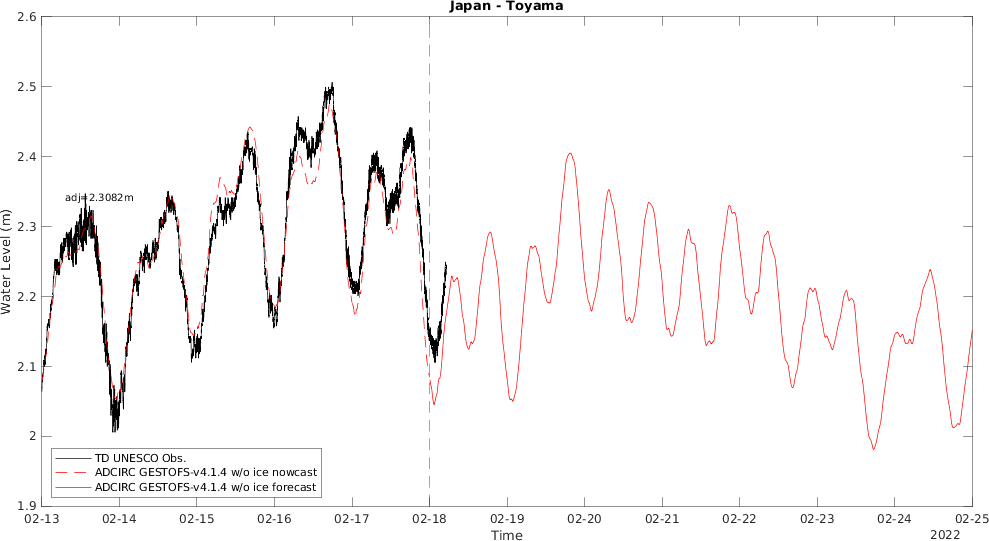 Japan - Toyama
2.6
2.5
2.4
2.3
2.2
2.1
2
1.9
Water Level (m)
adj=2.3082m
TD UNESCO Obs.
ADCIRC GESTOFS-v4.1.4 w/o ice nowcast
ADCIRC GESTOFS-v4.1.4 w/o ice forecast
02-13 02-14 02-15 02-16 02-17 02-18 02-19 02-20 02-21 02-22 02-23 02-24 02-25
Time
2022